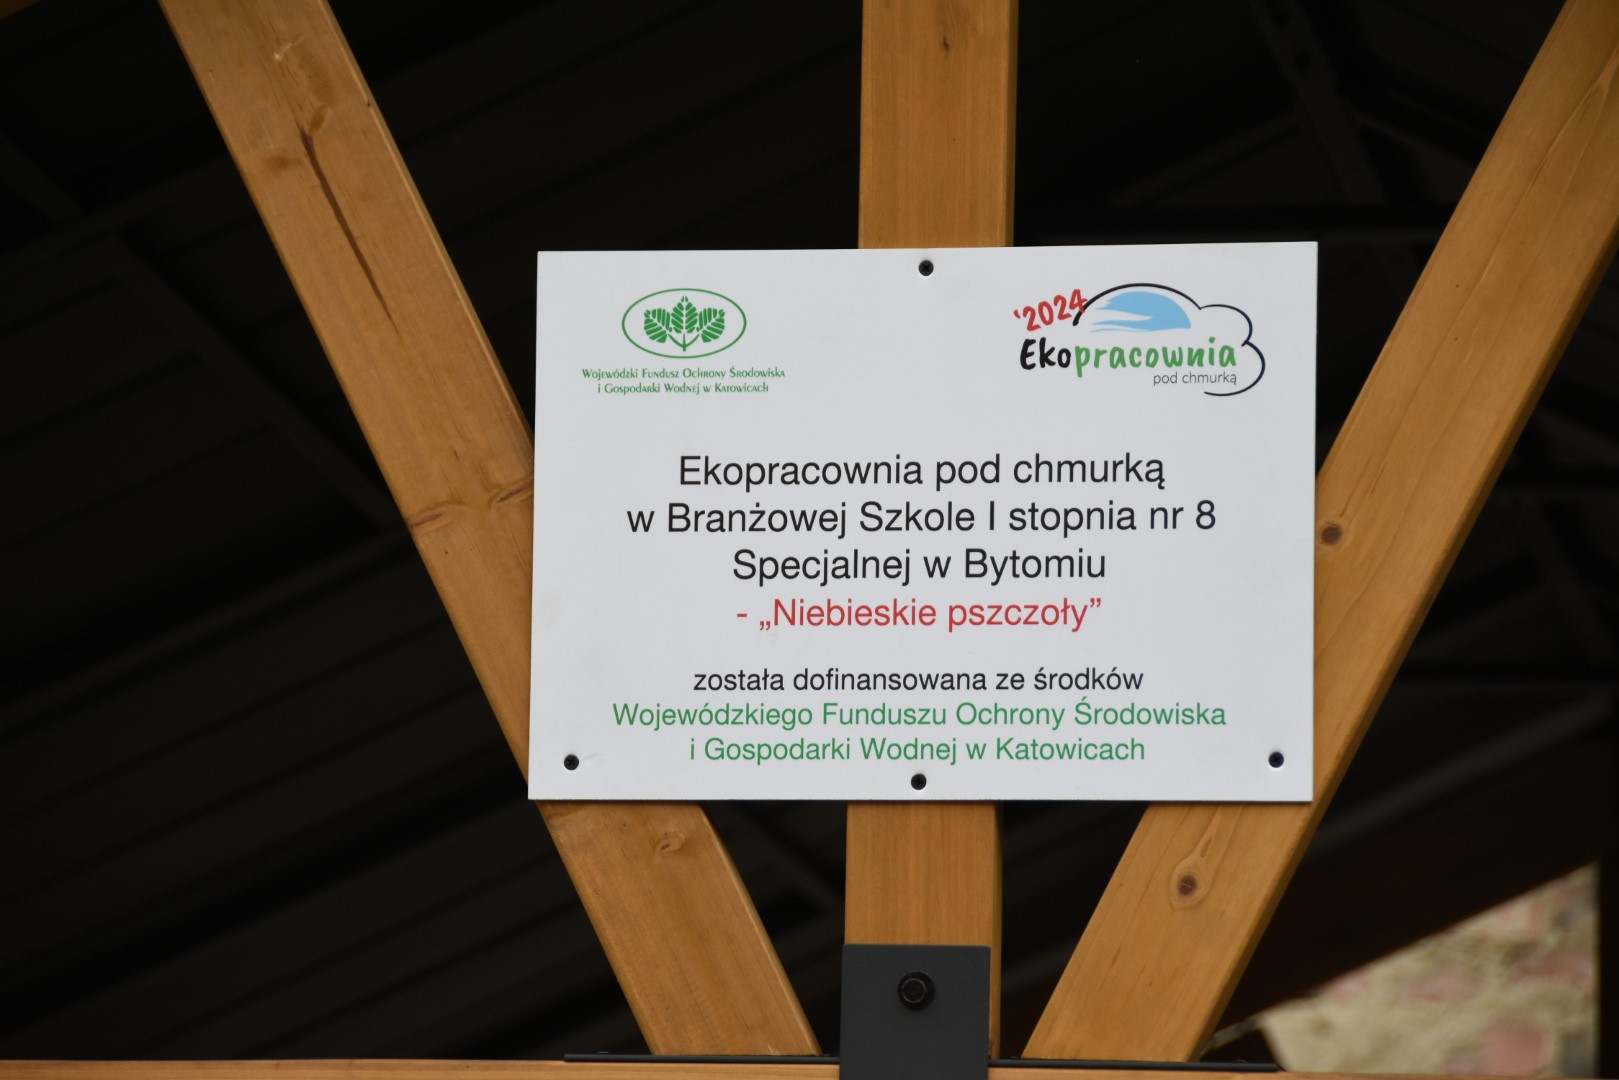 Wojewódzki Fundusz Ochrony Środowiska
i Gospodarki Wodnej w Katowicach
'2024
Ekopracownia
pod chmurką
Ekopracownia pod chmurką
w Branżowej Szkole I stopnia nr 8
Specjalnej w Bytomiu
- „Niebieskie pszczoły”
została dofinansowana ze środków
Wojewódzkiego Funduszu Ochrony Środowiska
i Gospodarki Wodnej w Katowicach